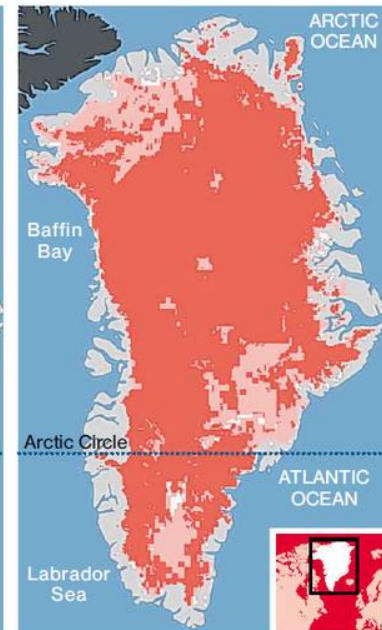 ARCTIC
OCEAN
Baffin
Bay
Arctic Circle
ATLANTIC
OCEAN
Labrador
Sea